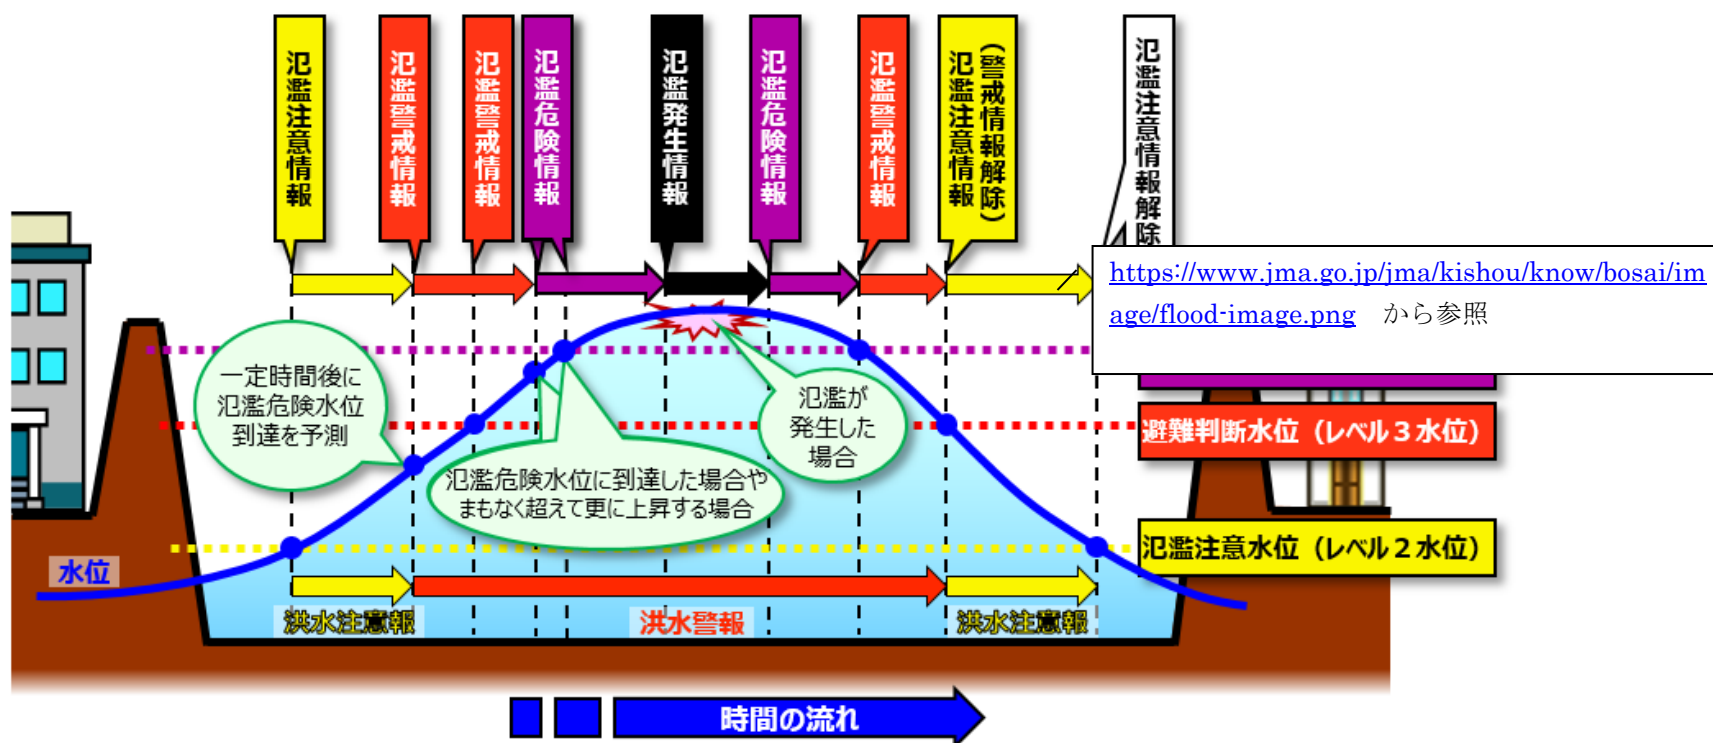 氾濫注意情報
氾濫警戒情報
氾濫警戒情報
氾濫危険情報
氾濫発生情報
氾濫危険情報
氾濫警戒情報
(警戒情報解除)
氾濫注意情報
氾濫注意情報解除
https://www.jma.go.jp/jma/kishou/know/bosai/im
age/flood-image.png から参照
一定時間後に
氾濫危険水位
到達を予測
氾濫が
発生した
場合
避難判断水位(レベル3水位)
氾濫危険水位に到達した場合や
まもなく超えて更に上昇する場合
氾濫注意水位(レベル2水位)
水位
洪水注意報
洪水警報
洪水注意報
時間の流れ